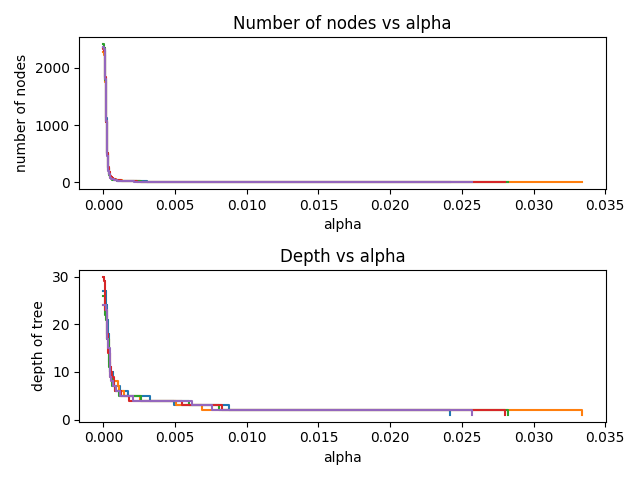 Number of nodes vs alpha
number of nodes
2000
1000
0
0.000 0.005 0.010 0.015 0.020 0.025 0.030 0.035
alpha
Depth vs alpha
depth of tree
30
20
10
0
0.000 0.005 0.010 0.015 0.020 0.025 0.030 0.035
alpha